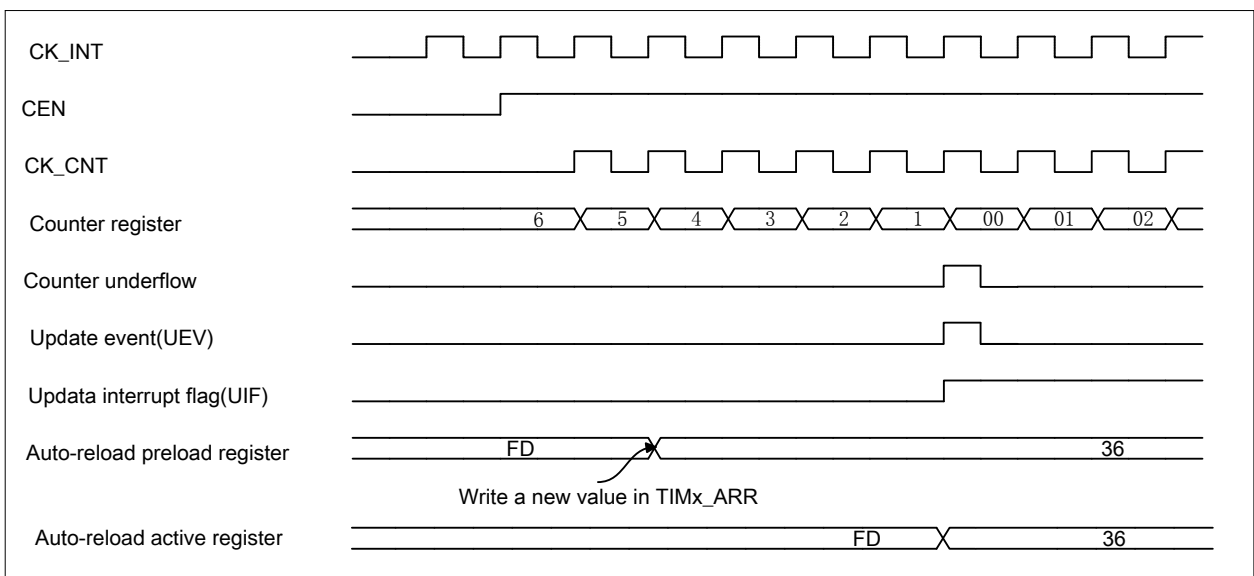 CK_INT
CEN
CK_CNT
Counter register 6 5 4 3 2 1 00 01 02
Counter underflow
Update event(UEV)
Updata interrupt flag(UIF)
Auto-reload preload register FD 36
Write a new value in TIMx_ARR
Auto-reload active register FD 36